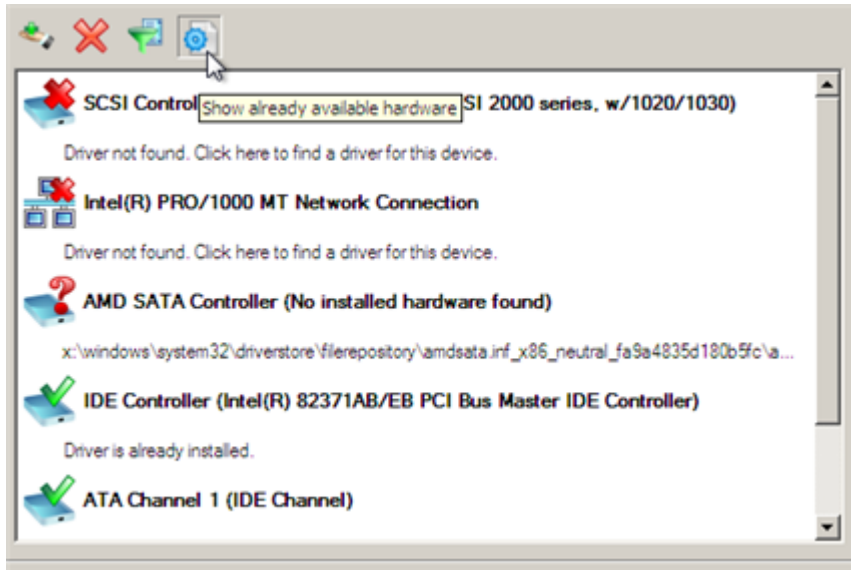 SCSI Control
Show already available hardware
SI 2000 series, w/1020/1030)
Driver not found. Click here to find a driver for this device.
Intel(R) PRO/1000 MT Network Connection
Driver not found. Click here to find a driver for this device.
AMD SATA Controller (No installed hardware found)
x:\windows\system32\driverstore\filerepository\amdsata.inf_x86_neutral_fa9a4835d180b5fc\a...
IDE Controller (Intel(R) 82371AB/EB PCI Bus Master IDE Controller)
Driver is already installed.
ATA Channel 1 (IDE Channel)